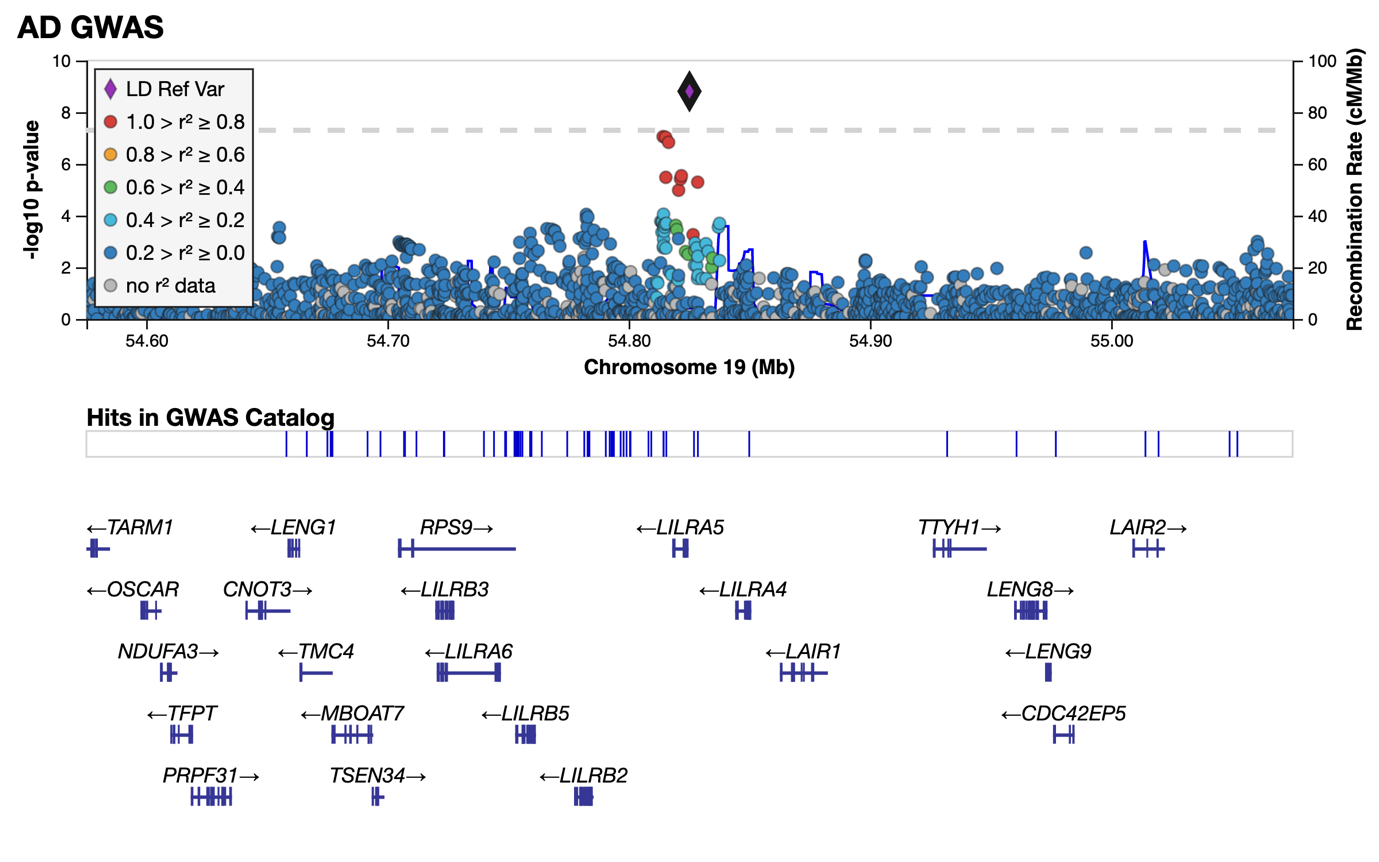 AD GWAS
10
8
6
4
2
0
-log10 p-value
100
80
60
40
20
0
Recombination Rate (cM/Mb)
LD Ref Var
1.0 > r² ≥ 0.8
0.8 > r² ≥ 0.6
0.6 > r² ≥ 0.4
0.4 > r² ≥ 0.2
0.2 > r² ≥ 0.0
no r² data
54.60 54.70 54.80 54.90 55.00
Chromosome 19 (Mb)
Hits in GWAS Catalog
←TARM1 ←LENG1 RPS9→ ←LILRA5 TTYH1→ LAIR2→
←OSCAR CNOT3→ ←LILRB3 ←LILRA4 LENG8→
NDUFA3→ ←TMC4 ←LILRA6 ←LAIR1 ←LENG9
←TFPT ←MBOAT7 ←LILRB5 ←CDC42EP5
PRPF31→ TSEN34→ ←LILRB2